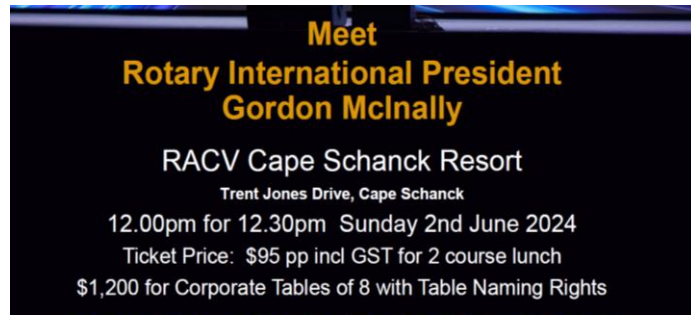 Meet
Rotary International President
Gordon McInally
RACV Cape Schanck Resort
Trent Jones Drive, Cape Schanck
12.00pm for 12.30pm  Sunday 2nd June 2024
Ticket Price:  $95 pp incl GST for 2 course lunch
$1,200 for Corporate Tables of 8 with Table Naming Rights